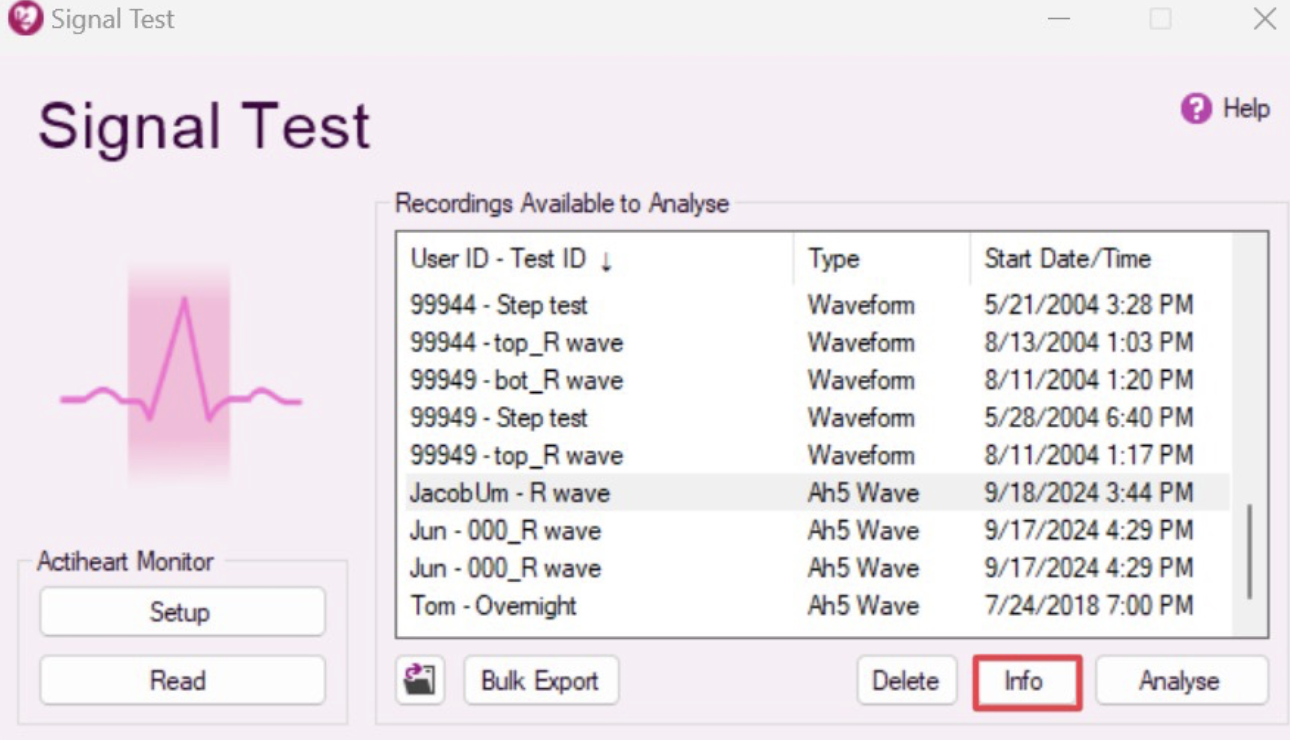 Signal Test
Signal Test
Help
Recordings Available to Analyse
User ID - Test ID ↓ Type Start Date/Time
99944 - Step test Waveform 5/21/2004 3:28 PM
99944 - top_R wave Waveform 8/13/2004 1:03 PM
99949 - bot_R wave Waveform 8/11/2004 1:20 PM
99949 - Step test Waveform 5/28/2004 6:40 PM
99949 - top_R wave Waveform 8/11/2004 1:17 PM
JacobUm - R wave Ah5 Wave 9/18/2024 3:44 PM
Jun - 000_R wave Ah5 Wave 9/17/2024 4:29 PM
Jun - 000_R wave Ah5 Wave 9/17/2024 4:29 PM
Tom - Overnight Ah5 Wave 7/24/2018 7:00 PM
Actiheart Monitor
Setup
Read
Bulk Export Delete Info Analyse